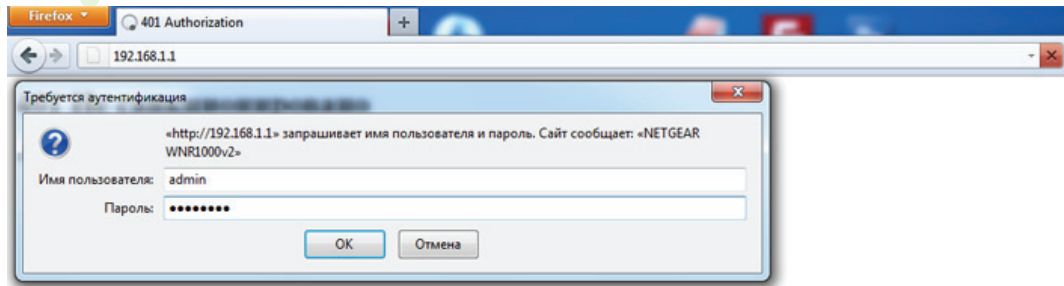 Firefox
401 Authorization
192.168.1.1
Требуется аутентификация
«http://192.168.1.1» запрашивает имя пользователя и пароль. Сайт сообщает: «NETGEAR
WNR1000v2»
Имя пользователя: admin
Пароль: ••••••••
OK Отмена